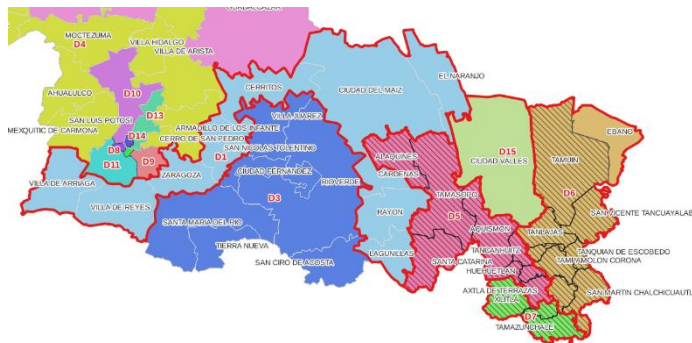 GUADALCAZAR
MOCTEZUMA
D4
VILLA HIDALGO
VILLA DE ARISTA
EL NARANJO
AHUALULCO
D10
CERRITOS
CIUDAD DEL MAIZ
SAN LUIS POTOSI
D13
VILLA JUAREZ
EBANO
MEXQUITIC DE CARMONA
D14
ARMADILLO DE LOS INFANTE
CERRO DE SAN PEDRO
D8
SAN NICOLAS TOLENTINO
ALAQUINES
D15
TAMUIN
D11
D9
D1
CIUDAD VALLES
ZARAGOZA
CIUDAD FERNANDEZ
CARDENAS
VILLA DE ARRIAGA
RIOVERDE
TAMASOPO
D6
D3
VILLA DE REYES
RAYON
D5
SAN VICENTE TANCUAYALAB
SANTA MARIA DEL RIO
AQUISMON
TANLAJAS
TIERRA NUEVA
LAGUNILLAS
TANCANHUITZ
TANQUIAN DE ESCOBEDO
SAN CIRO DE ACOSTA
SANTA CATARINA
TAMPAMOLON CORONA
HUEHUETLAN
AXTLA DE TERRAZAS
SAN MARTIN CHALCHICUAUTL
XILITLA
D7
TAMAZUNCHALE